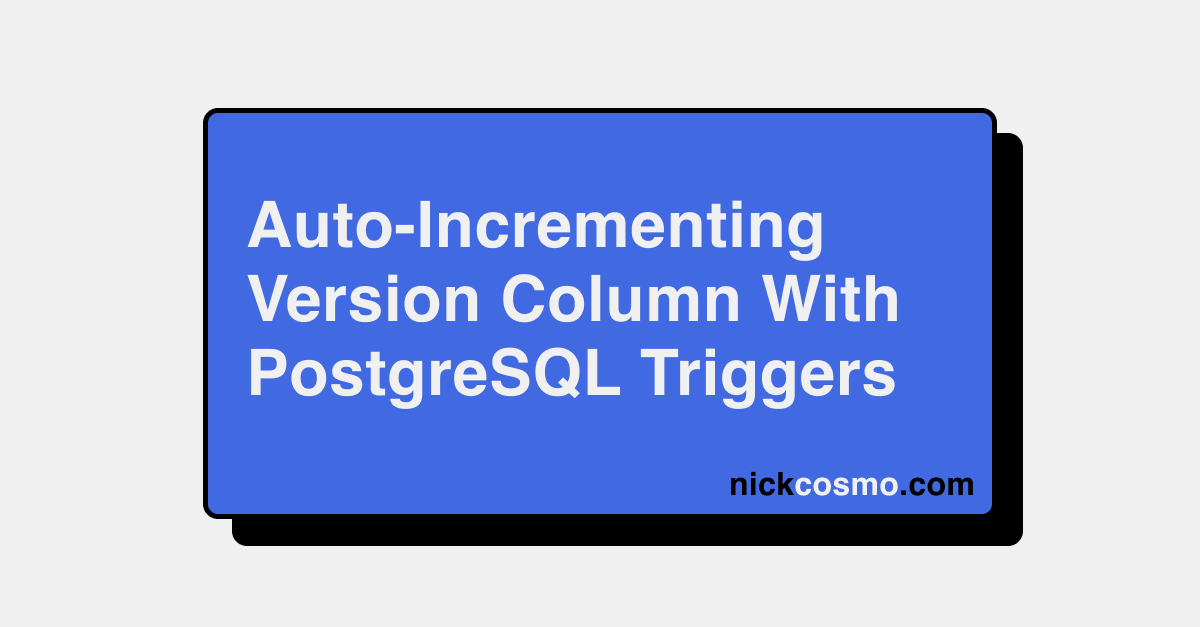 Auto-Incrementing
Version Column With
PostgreSQL Triggers
nickcosmo.com